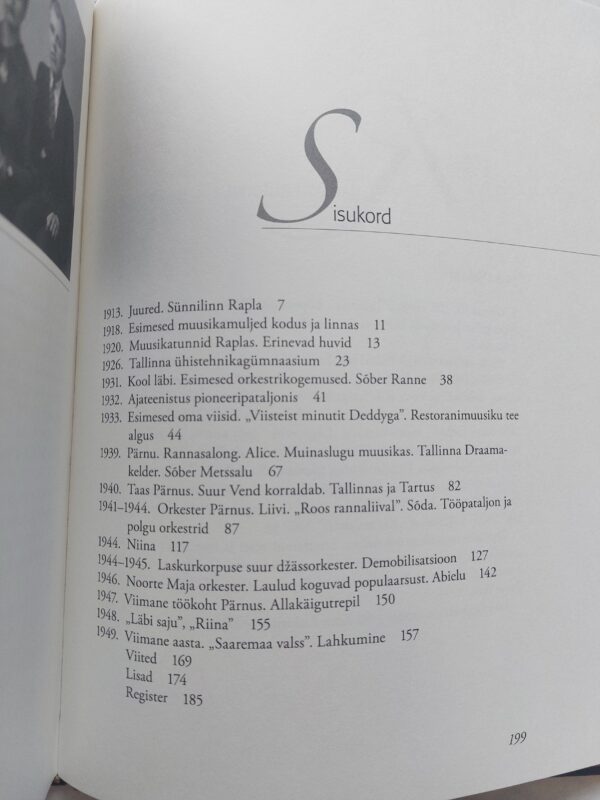 Sisukord
1913. Juured. Sünnilinn Rapla 7
1918. Esimesed muusikamuljed kodus ja linnas 11
1920. Muusikatunnid Raplas. Erinevad huvid 13
1926. Tallinna ühistehnikagümnaasium 23
1931. Kool läbi. Esimesed orkestrikogemused. Sõber Ranne 38
1932. Ajateenistus pioneeripataljonis 41
1933. Esimesed oma viisid. „Viisteist minutit Deddyga”. Restoranimuusiku tee
algus 44
1939. Pärnu. Rannasalong. Alice. Muinaslugu muusikas. Tallinna Draama-
kelder. Sõber Metssalu 67
1940. Taas Pärnus. Suur Vend korraldab. Tallinnas ja Tartus 82
1941–1944. Orkester Pärnus. Liivi. „Roos rannaliival”. Sõda. Tööpataljon ja
polgu orkestrid 87
1944. Niina 117
1944–1945. Laskurkorpuse suur džässorkester. Demobilisatsioon 127
1946. Noorte Maja orkester. Laulud koguvad populaarsust. Abielu 142
1947. Viimane töökoht Pärnus. Allakäigutrepil 150
1948. „Läbi saju”, „Riina” 155
1949. Viimane aasta. „Saaremaa valss”. Lahkumine 157
Viited 169
Lisad 174
Register 185
199